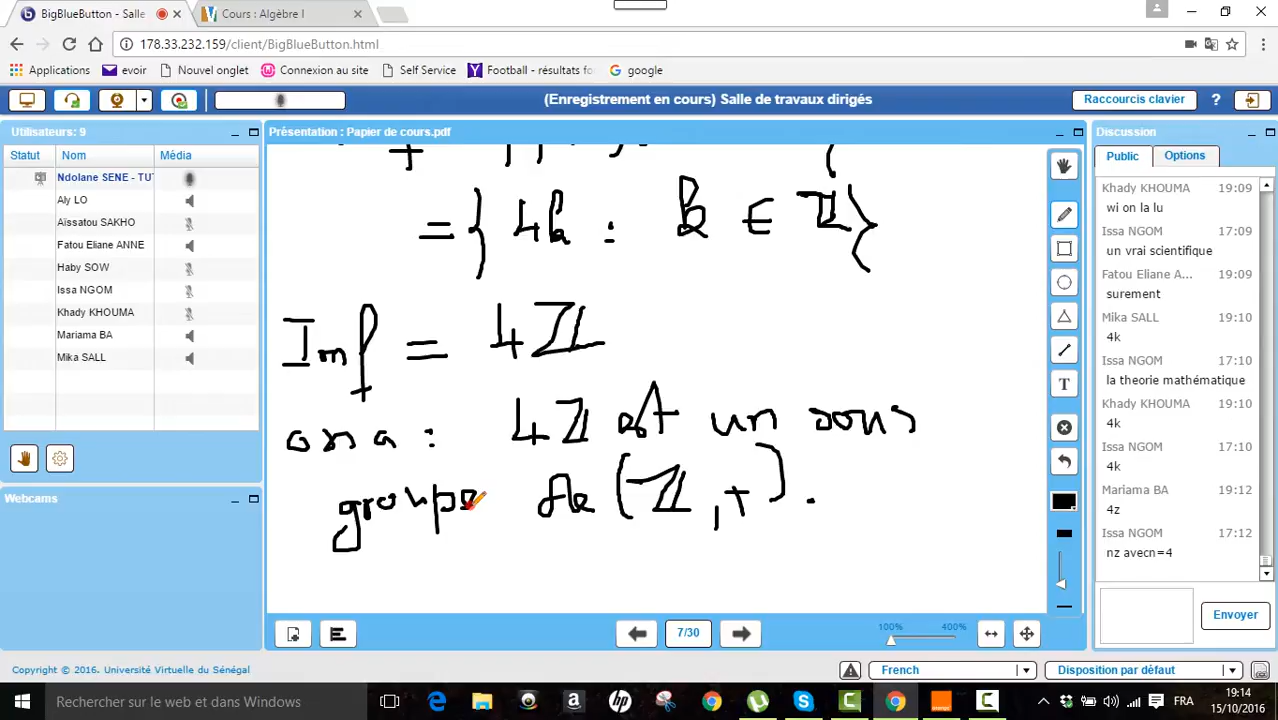 BigBlueButton - Salle
Cours : Algèbre I
178.33.232.159/client/BigBlueButton.html
Applications evoir Nouvel onglet Connexion au site Self Service Football - résultats fo google
(Enregistrement en cours) Salle de travaux dirigés
Raccourcis clavier ?
Utilisateurs: 9
Statut Nom Média
Ndolane SENE - TUT
Aly LO
Aïssatou SAKHO
Fatou Eliane ANNE
Haby SOW
Issa NGOM
Khady KHOUMA
Mariama BA
Mika SALL
Webcams
Présentation : Papier de cours.pdf
= { 4k : k ∈ ℤ }
Imf = 4ℤ
on a : 4ℤ est un sous
groupe de (ℤ, +).
T
7/30
100% 400%
Discussion
Public Options
Khady KHOUMA 19:09
wi on la lu
Issa NGOM 17:09
un vrai scientifique
Fatou Eliane A... 19:09
surement
Mika SALL 19:10
4k
Issa NGOM 17:10
la theorie mathématique
Khady KHOUMA 19:10
4k
Issa NGOM 17:10
4k
Mariama BA 19:12
4z
Issa NGOM 17:12
nz avecn=4
Envoyer
Copyright © 2016. Université Virtuelle du Sénégal
French
Disposition par défaut
Rechercher sur le web et dans Windows
FRA
19:14
15/10/2016